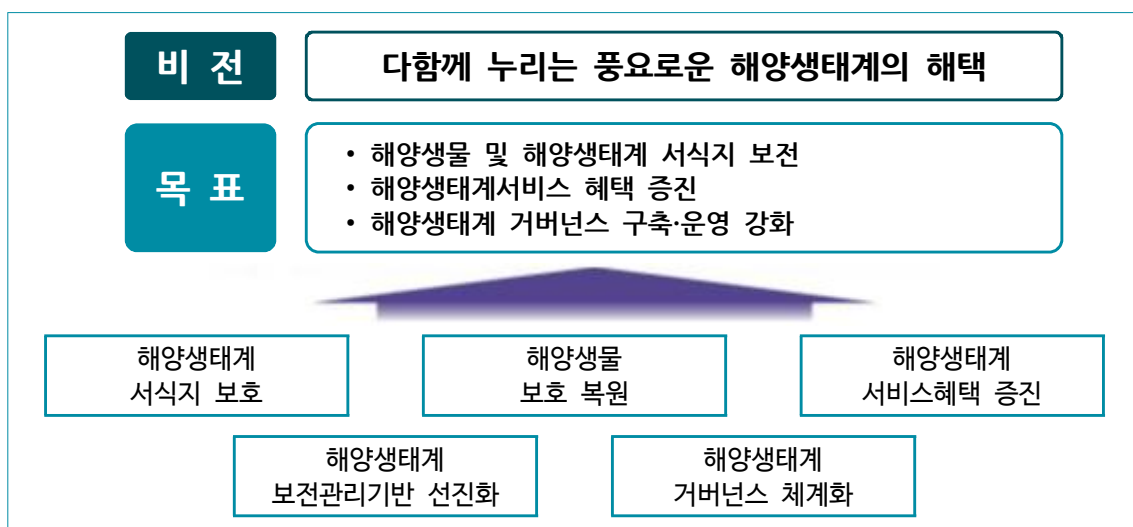 비 전
다함께 누리는 풍요로운 해양생태계의 해택
목 표
• 해양생물 및 해양생태계 서식지 보전
• 해양생태계서비스 혜택 증진
• 해양생태계 거버넌스 구축·운영 강화
해양생태계
서식지 보호
해양생물
보호 복원
해양생태계
서비스혜택 증진
해양생태계
보전관리기반 선진화
해양생태계
거버넌스 체계화